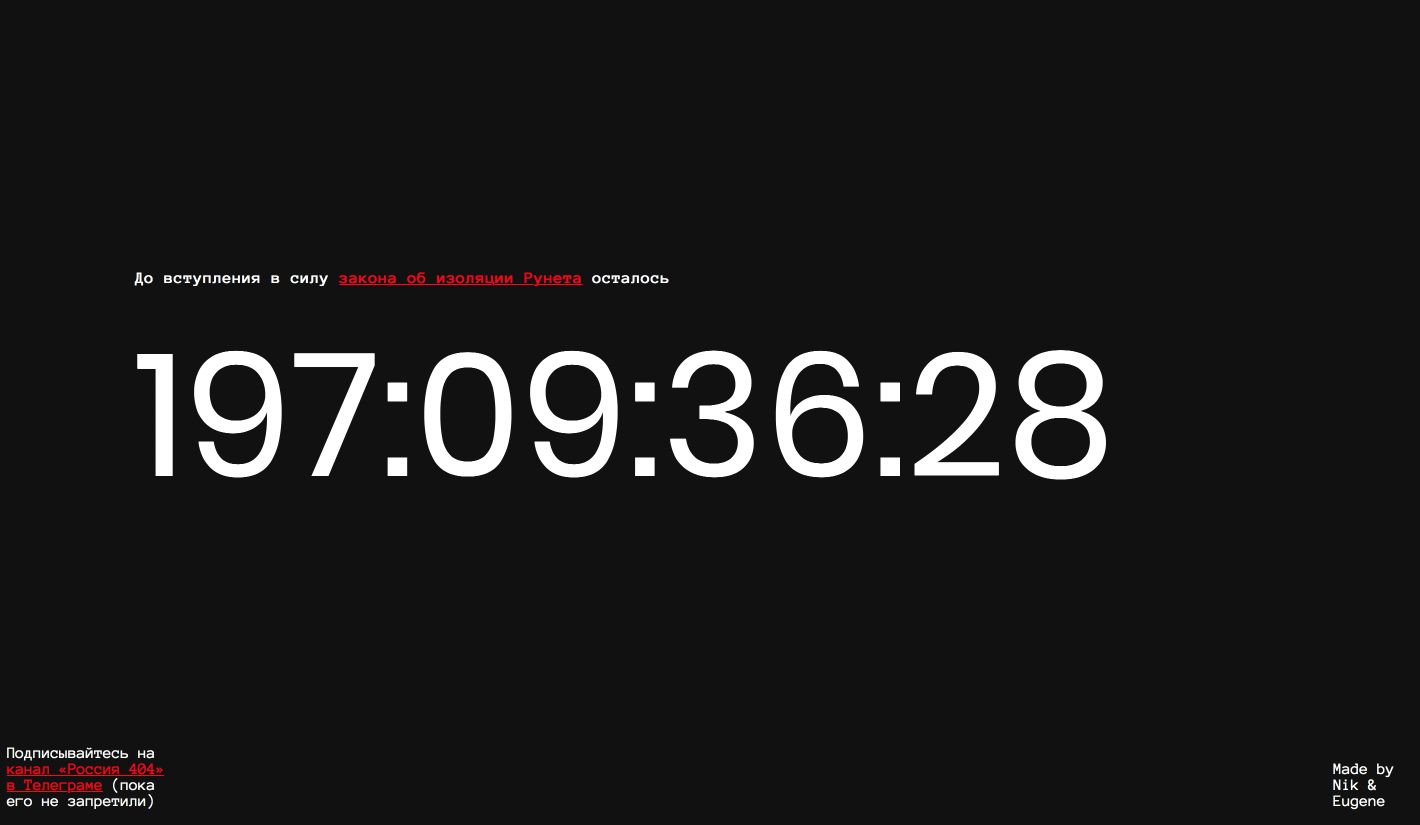 До вступления в силу закона об изоляции Рунета осталось
197:09:36:28
Подписывайтесь на
канал «Россия 404»
в Телеграме (пока
его не запретили)
Made by
Nik &
Eugene